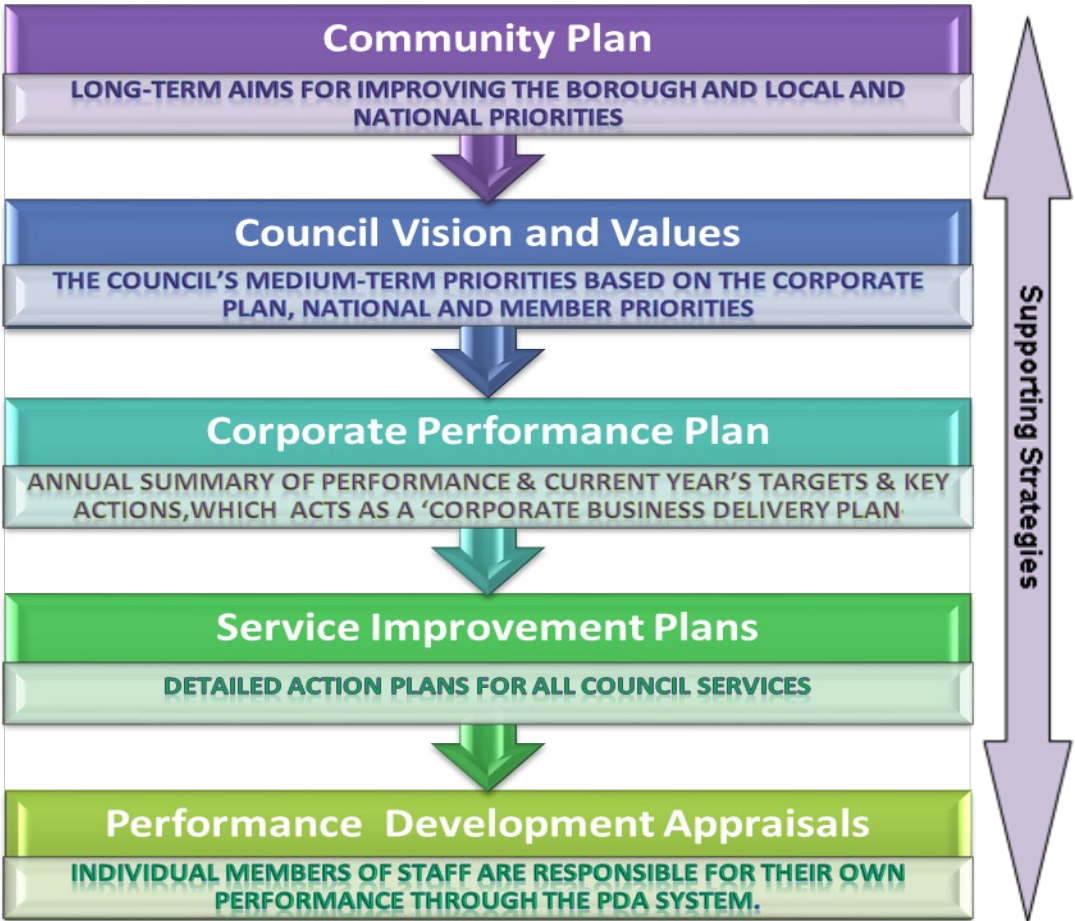 Community Plan
LONG-TERM AIMS FOR IMPROVING THE BOROUGH AND LOCAL AND
NATIONAL PRIORITIES
Council Vision and Values
THE COUNCIL’S MEDIUM-TERM PRIORITIES BASED ON THE CORPORATE
PLAN, NATIONAL AND MEMBER PRIORITIES
Corporate Performance Plan
ANNUAL SUMMARY OF PERFORMANCE & CURRENT YEAR’S TARGETS & KEY
ACTIONS,WHICH ACTS AS A ‘CORPORATE BUSINESS DELIVERY PLAN
Service Improvement Plans
DETAILED ACTION PLANS FOR ALL COUNCIL SERVICES
Performance Development Appraisals
INDIVIDUAL MEMBERS OF STAFF ARE RESPONSIBLE FOR THEIR OWN
PERFORMANCE THROUGH THE PDA SYSTEM.
Supporting Strategies